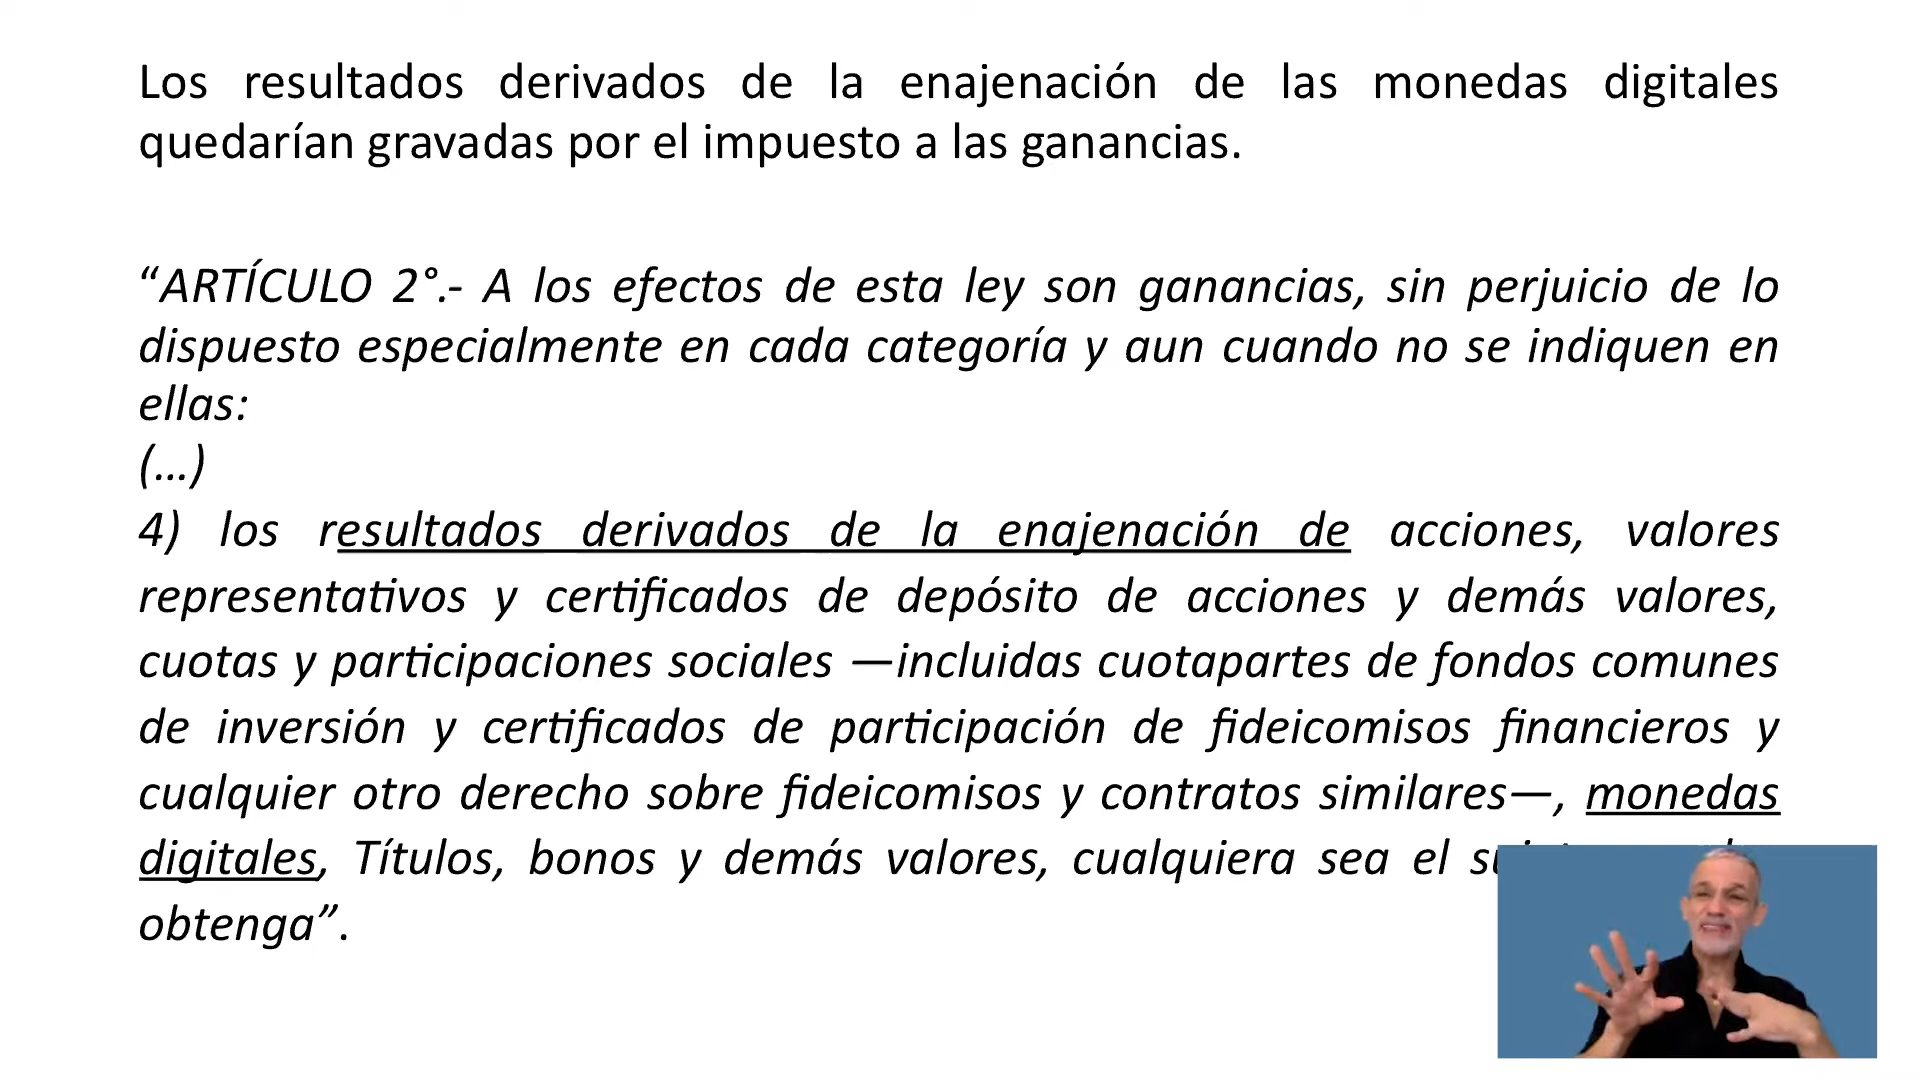 Los resultados derivados de la enajenación de las monedas digitales
quedarían gravadas por el impuesto a las ganancias.
“ARTÍCULO 2°.- A los efectos de esta ley son ganancias, sin perjuicio de lo
dispuesto especialmente en cada categoría y aun cuando no se indiquen en
ellas:
(…)
4) los resultados derivados de la enajenación de acciones, valores
representativos y certificados de depósito de acciones y demás valores,
cuotas y participaciones sociales —incluidas cuotapartes de fondos comunes
de inversión y certificados de participación de fideicomisos financieros y
cualquier otro derecho sobre fideicomisos y contratos similares—, monedas
digitales, Títulos, bonos y demás valores, cualquiera sea el
obtenga”.